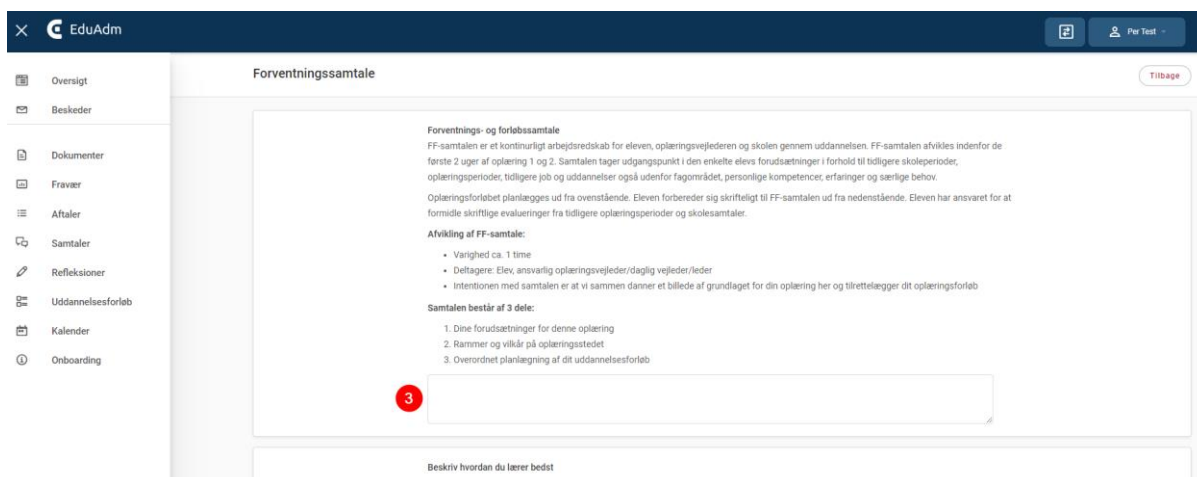 EduAdm
Per Test
Oversigt
Beskeder
Dokumenter
Fravær
Aftaler
Samtaler
Refleksioner
Uddannelsesforløb
Kalender
Onboarding
Forventningssamtale
Tilbage
Forventnings- og forløbssamtale
FF-samtalen er et kontinurligt arbejdsredskab for eleven, oplæringsvejlederen og skolen gennem uddannelsen. FF-samtalen afvikles indenfor de
første 2 uger af oplæring 1 og 2. Samtalen tager udgangspunkt i den enkelte elevs forudsætninger i forhold til tidligere skoleperioder,
oplæringsperioder, tidligere job og uddannelser også udenfor fagområdet, personlige kompetencer, erfaringer og særlige behov.
Oplæringsforløbet planlægges ud fra ovenstående. Eleven forbereder sig skrifteligt til FF-samtalen ud fra nedenstående. Eleven har ansvaret for at
formidle skriftlige evalueringer fra tidligere oplæringsperioder og skolesamtaler.
Afvikling af FF-samtale:
• Varighed ca. 1 time
• Deltagere: Elev, ansvarlig oplæringsvejleder/daglig vejleder/leder
• Intentionen med samtalen er at vi sammen danner et billede af grundlaget for din oplæring her og tilrettelægger dit oplæringsforløb
Samtalen består af 3 dele:
1. Dine forudsætninger for denne oplæring
2. Rammer og vilkår på oplæringsstedet
3. Overordnet planlægning af dit uddannelsesforløb
3
Beskriv hvordan du lærer bedst